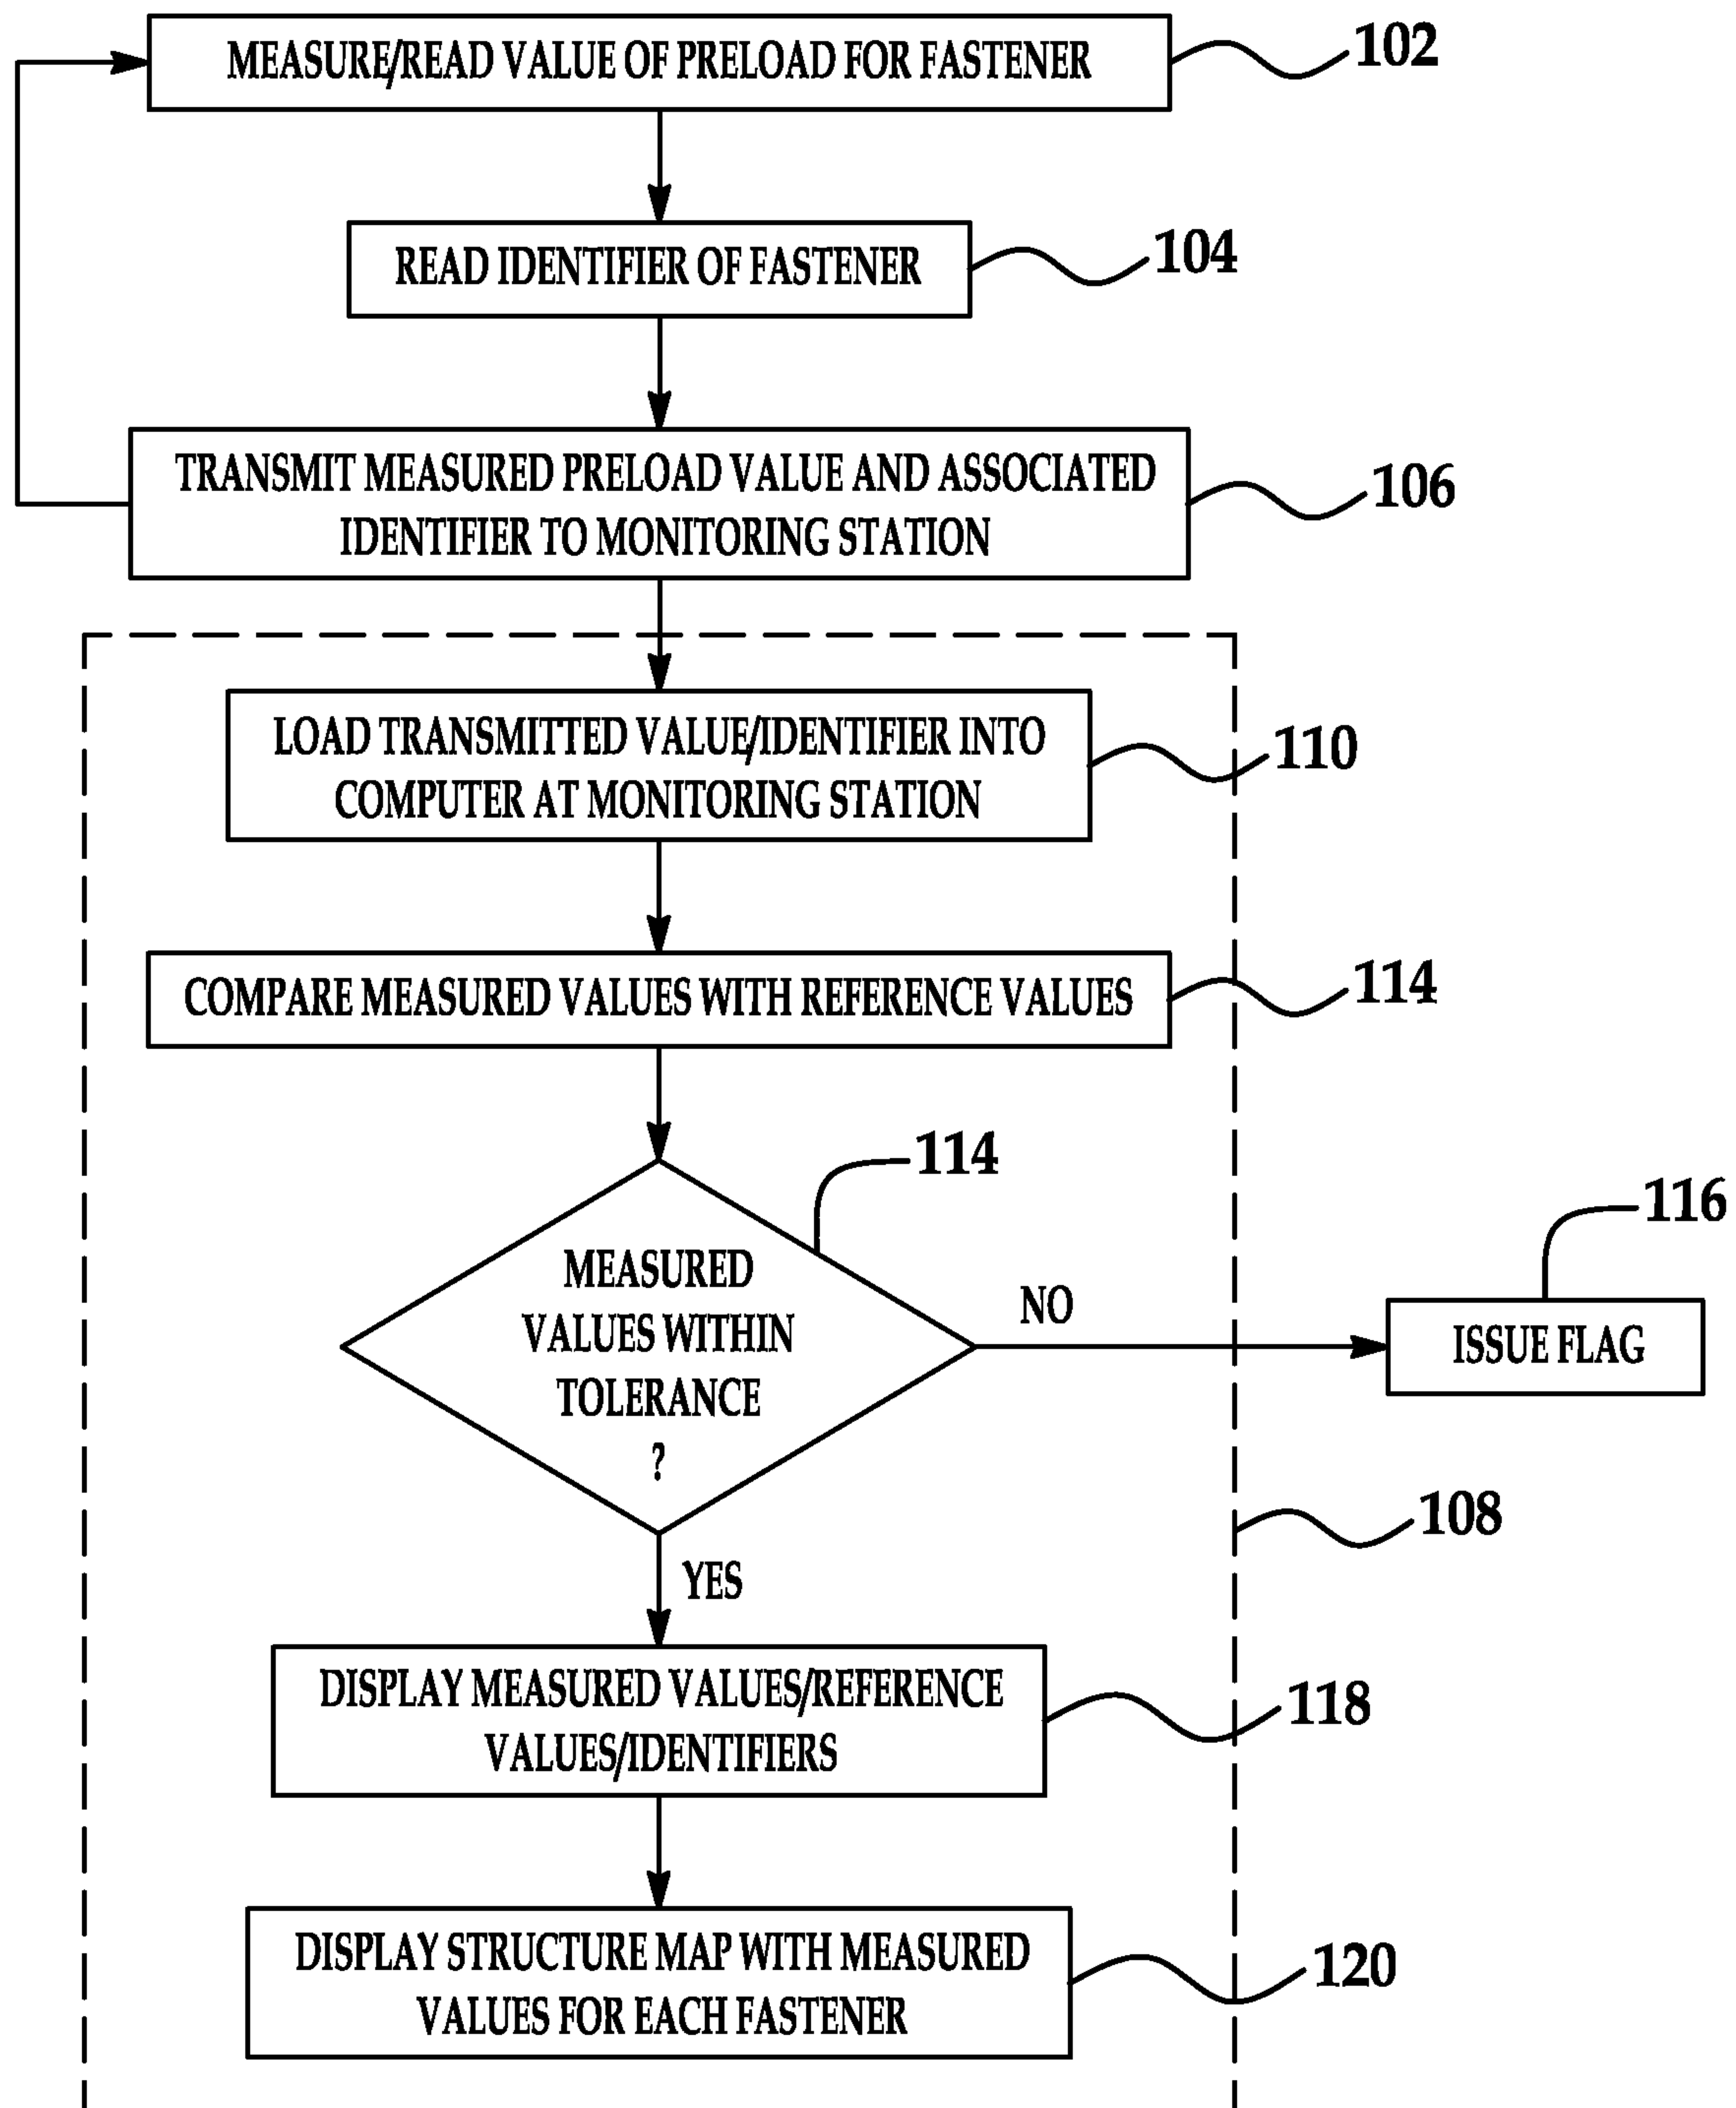 MEASURE/READ VALUE OF PRELOAD FOR FASTENER
102
READ IDENTIFIER OF FASTENER
104
TRANSMIT MEASURED PRELOAD VALUE AND ASSOCIATED
IDENTIFIER TO MONITORING STATION
106
LOAD TRANSMITTED VALUE/IDENTIFIER INTO
COMPUTER AT MONITORING STATION
110
COMPARE MEASURED VALUES WITH REFERENCE VALUES
114
114
MEASURED
VALUES WITHIN
TOLERANCE
?
NO
116
ISSUE FLAG
108
YES
DISPLAY MEASURED VALUES/REFERENCE
VALUES/IDENTIFIERS
118
DISPLAY STRUCTURE MAP WITH MEASURED
VALUES FOR EACH FASTENER
120